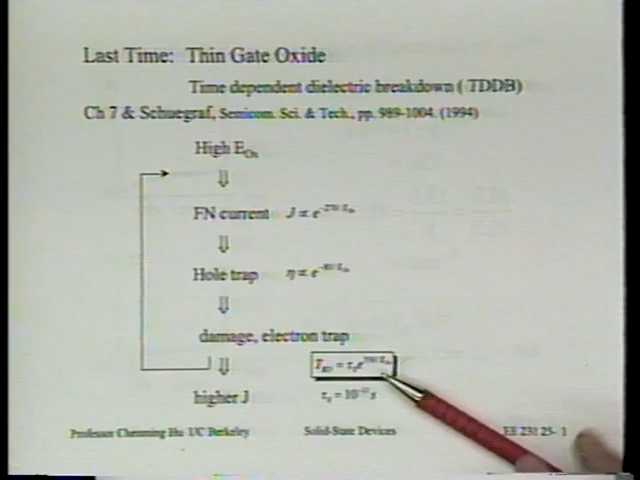 Last Time: Thin Gate Oxide
Time dependent dielectric breakdown ( TDDB)
Ch 7 & Schuegraf, Semicon. Sci. & Tech., pp. 989-1004. (1994)
High E_Ox
FN current J ∝ e
Hole trap η ∝ e
damage, electron trap
higher J
Professor Chenming Hu UC Berkeley Solid-State Devices EE 231 25- 1